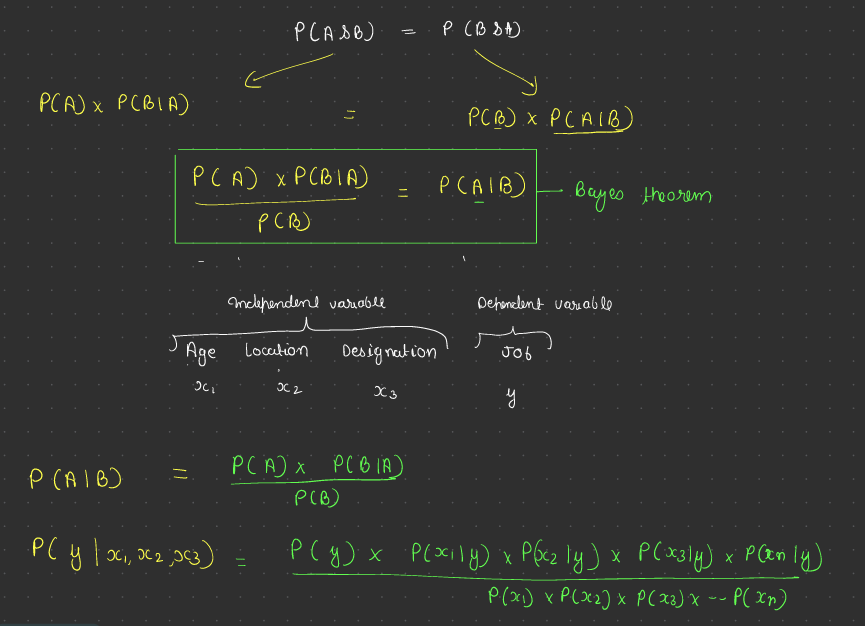 P(A & B) = P(B & A)
P(A) x P(B|A) = P(B) x P(A|B)
P(A) x P(B|A) = P(A|B) Bayes theorem
P(B)
Independent variable Dependent variable
Age Location Designation Job
x₁ x₂ x₃ y
P(A|B) = P(A) x P(B|A)
P(B)
P(y|x₁, x₂, x₃) = P(y) x P(x₁|y) x P(x₂|y) x P(x₃|y) x P(xn|y)
P(x₁) x P(x₂) x P(x₃) x -- P(xn)